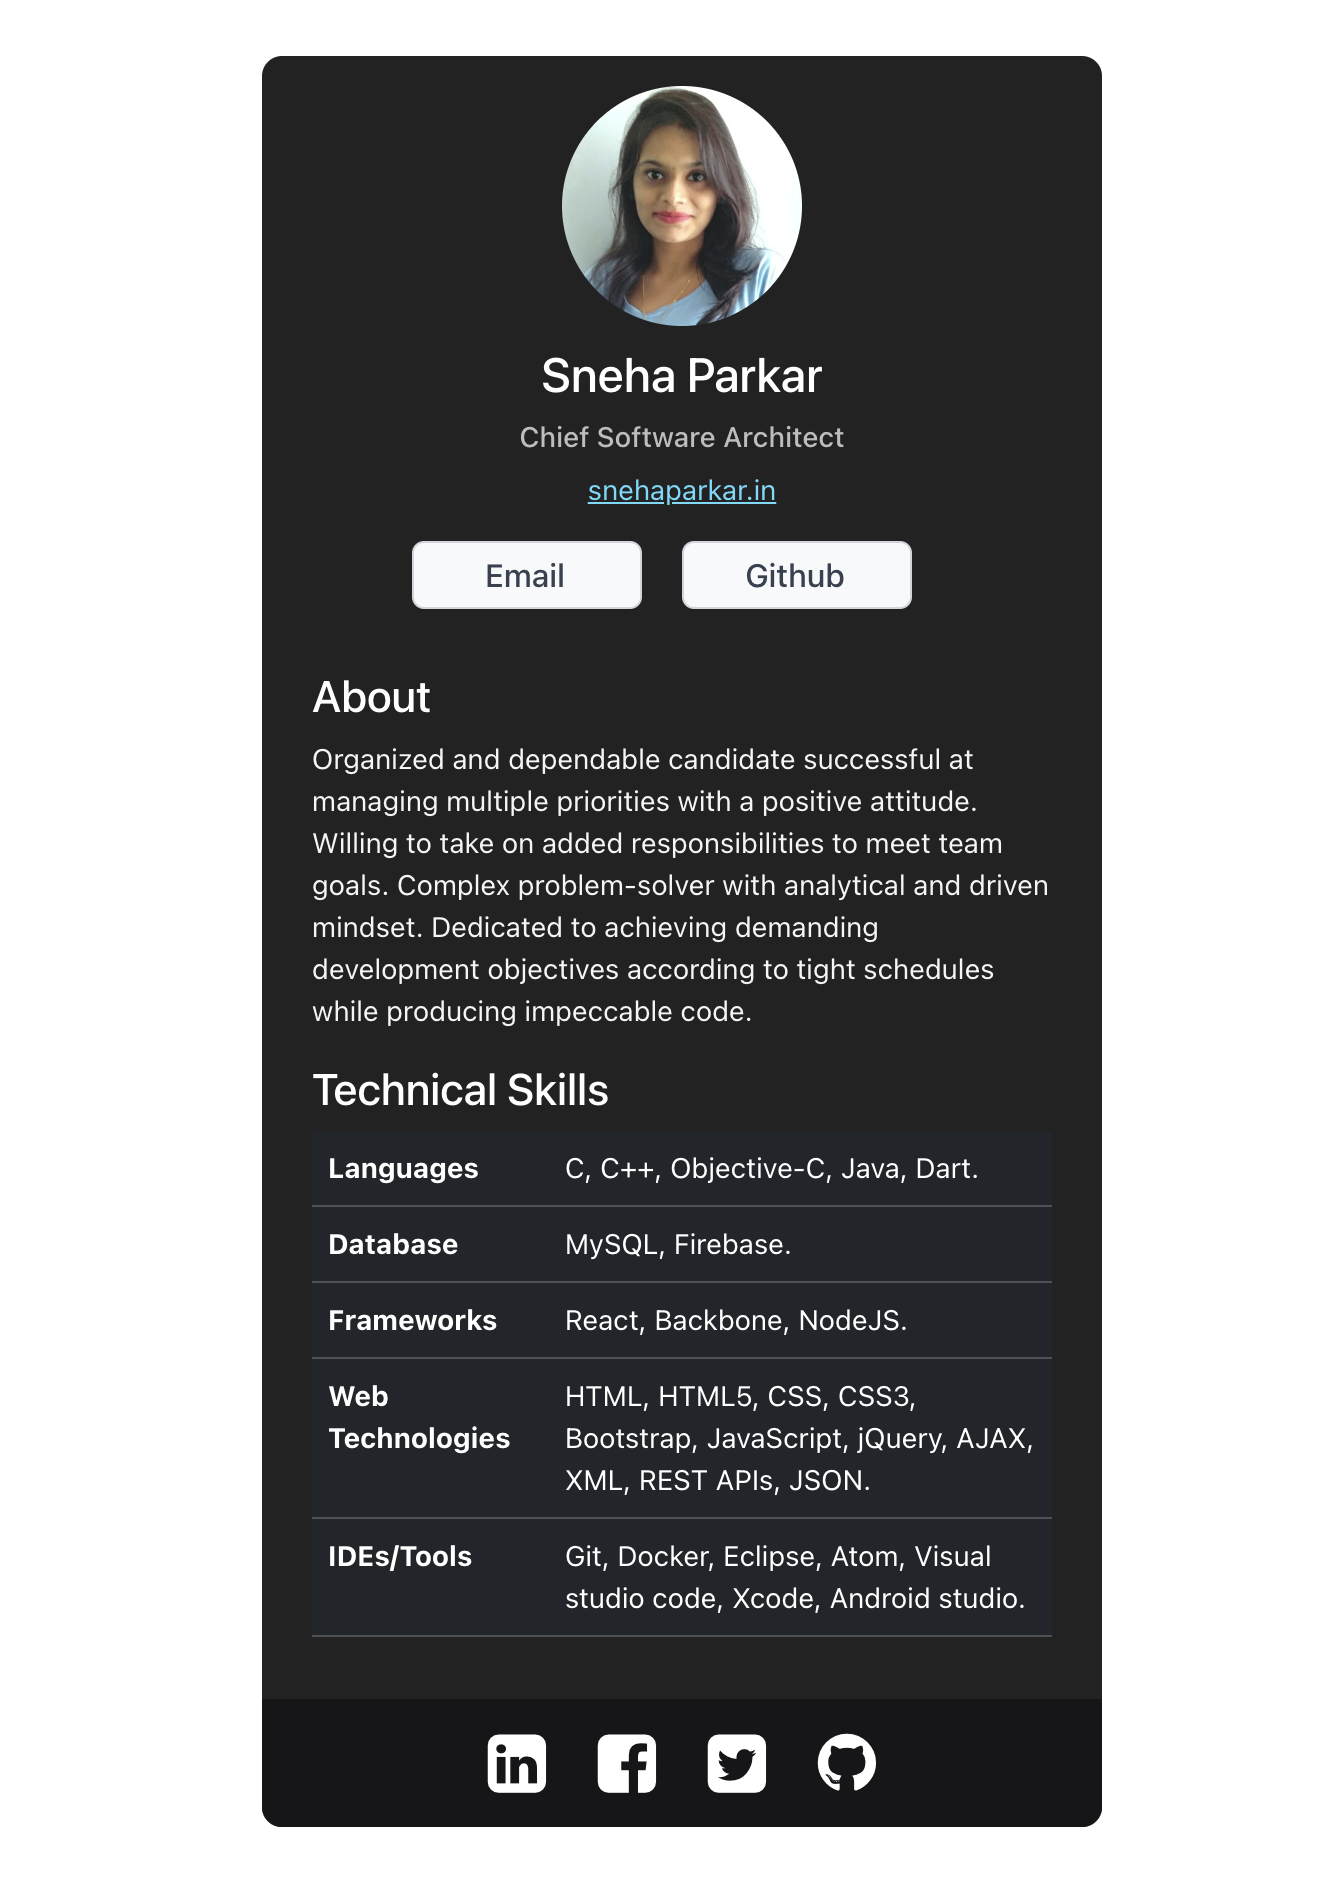 Sneha Parkar
Chief Software Architect
snehaparkar.in
Email
Github
About
Organized and dependable candidate successful at
managing multiple priorities with a positive attitude.
Willing to take on added responsibilities to meet team
goals. Complex problem-solver with analytical and driven
mindset. Dedicated to achieving demanding
development objectives according to tight schedules
while producing impeccable code.
Technical Skills
Languages
C, C++, Objective-C, Java, Dart.
Database
MySQL, Firebase.
Frameworks
React, Backbone, NodeJS.
Web
Technologies
HTML, HTML5, CSS, CSS3,
Bootstrap, JavaScript, jQuery, AJAX,
XML, REST APIs, JSON.
IDEs/Tools
Git, Docker, Eclipse, Atom, Visual
studio code, Xcode, Android studio.
in